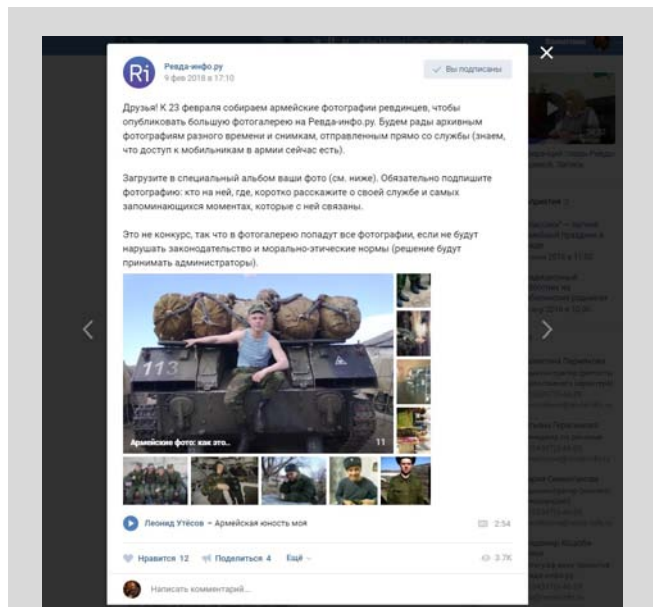 Ri
Ревда-инфо.ру
9 фев 2018 в 17:10
Вы подписаны
Друзья! К 23 февраля собираем армейские фотографии ревдинцев, чтобы
опубликовать большую фотогалерею на Ревда-инфо.ру. Будем рады архивным
фотографиям разного времени и снимкам, отправленным прямо со службы (знаем,
что доступ к мобильникам в армии сейчас есть).
Загрузите в специальный альбом ваши фото (см. ниже). Обязательно подпишите
фотографию: кто на ней, где, коротко расскажите о своей службе и самых
запоминающихся моментах, которые с ней связаны.
Это не конкурс, так что в фотогалерею попадут все фотографии, если не будут
нарушать законодательство и морально-этические нормы (решение будут
принимать администраторы).
113
Армейские фото: как это..
11
Леонид Утёсов – Армейская юность моя
2:54
Нравится 12 Поделиться 4 Ещё
3.7K
Написать комментарий...